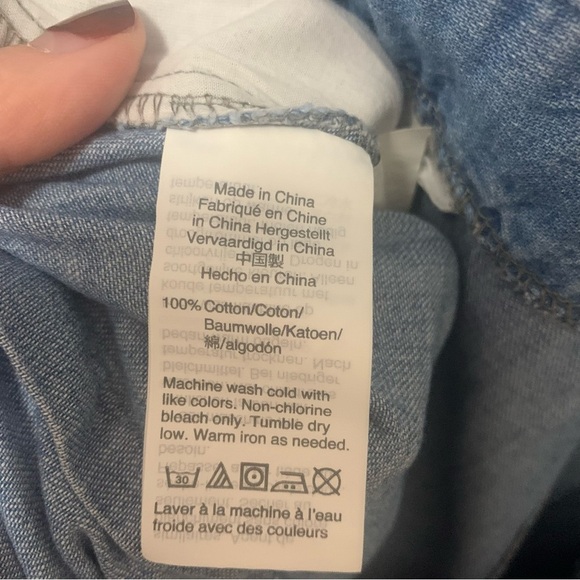 Made in China
Fabriqué en Chine
in China Hergestellt
Vervaardigd in China
中国製
Hecho en China
100% Cotton/Coton/
Baumwolle/Katoen/
綿/algodón
Machine wash cold with
like colors. Non-chlorine
bleach only. Tumble dry
low. Warm iron as needed.
30
Laver à la machine à l'eau
froide avec des couleurs